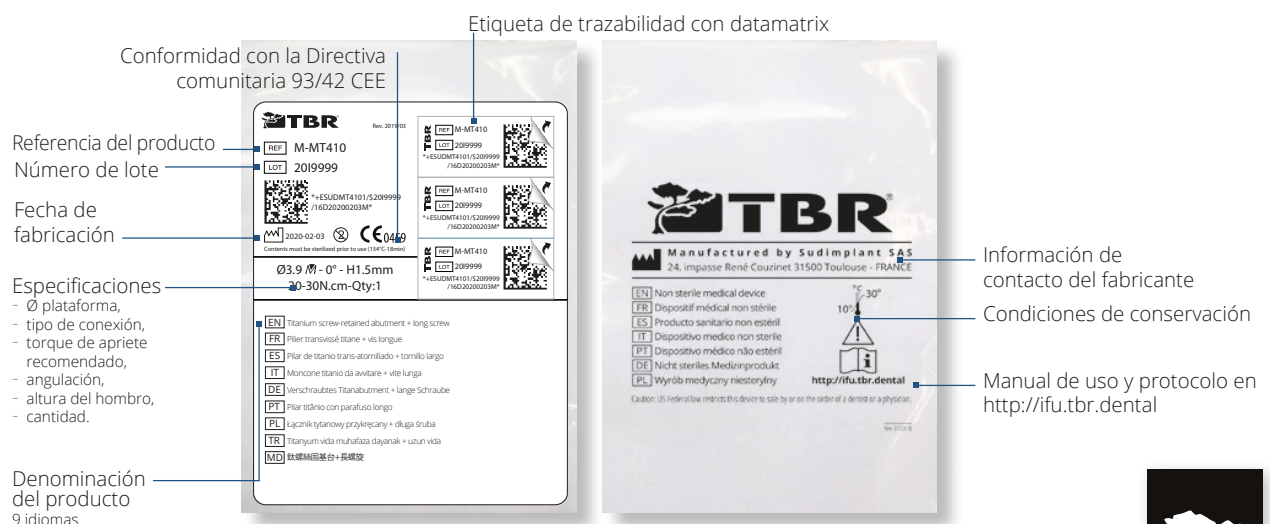 Etiqueta de trazabilidad con datamatrix
Conformidad con la Directiva
comunitaria 93/42 CEE
Referencia del producto
Número de lote
Fecha de
fabricación
Especificaciones
- Ø plataforma,
- tipo de conexión,
- torque de apriete
recomendado,
- angulación,
- altura del hombro,
- cantidad.
Denominación
del producto
9 idiomas
TBR
Rev. 2019/03
REF M-MT410
LOT 20I9999
*+ESUDMT4101/$20I9999
/16D20200203M*
2020-02-03
CE0459
Contents must be sterilized prior to use (134°C-18min)
Ø3.9 - 0° - H1.5mm
20-30N.cm-Qty:1
TBR
REF M-MT410
LOT 20I9999
*+ESUDMT4101/$20I9999
/16D20200203M*
TBR
REF M-MT410
LOT 20I9999
*+ESUDMT4101/$20I9999
/16D20200203M*
TBR
REF M-MT410
LOT 20I9999
*+ESUDMT4101/$20I9999
/16D20200203M*
EN Titanium screw-retained abutment + long screw
FR Pilier transvissé titane + vis longue
ES Pilar de titanio trans-atornillado + tornillo largo
IT Moncone titanio da avvitare + vite lunga
DE Verschraubtes Titanabutment + lange Schraube
PT Pilar titânio con parafuso longo
PL Łącznik tytanowy przykręcany + długa śruba
TR Titanyum vida muhafaza dayanak + uzun vida
MD 鈦螺絲固基台+長螺旋
TBR®
Manufactured by Sudimplant SAS
24, impasse René Couzinet 31500 Toulouse - FRANCE
EN Non sterile medical device
FR Dispositif médical non stérile
ES Producto sanitario non estéril
IT Dispositivo medico non sterile
PT Dispositivo médico não estéril
DE Nicht steriles Medizinprodukt
PL Wyrób medyczny niesterylny
°C 30°
10°
http://ifu.tbr.dental
Caution: US Federal law restricts this device to sale by or on the order of a dentist or a physician.
Información de
contacto del fabricante
Condiciones de conservación
Manual de uso y protocolo en
http://ifu.tbr.dental